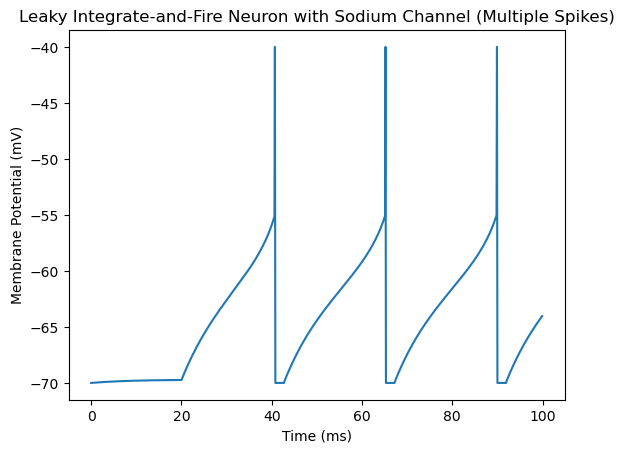 Leaky Integrate-and-Fire Neuron with Sodium Channel (Multiple Spikes)
−40
−45
−50
−55
−60
−65
−70
Membrane Potential (mV)
0 20 40 60 80 100
Time (ms)